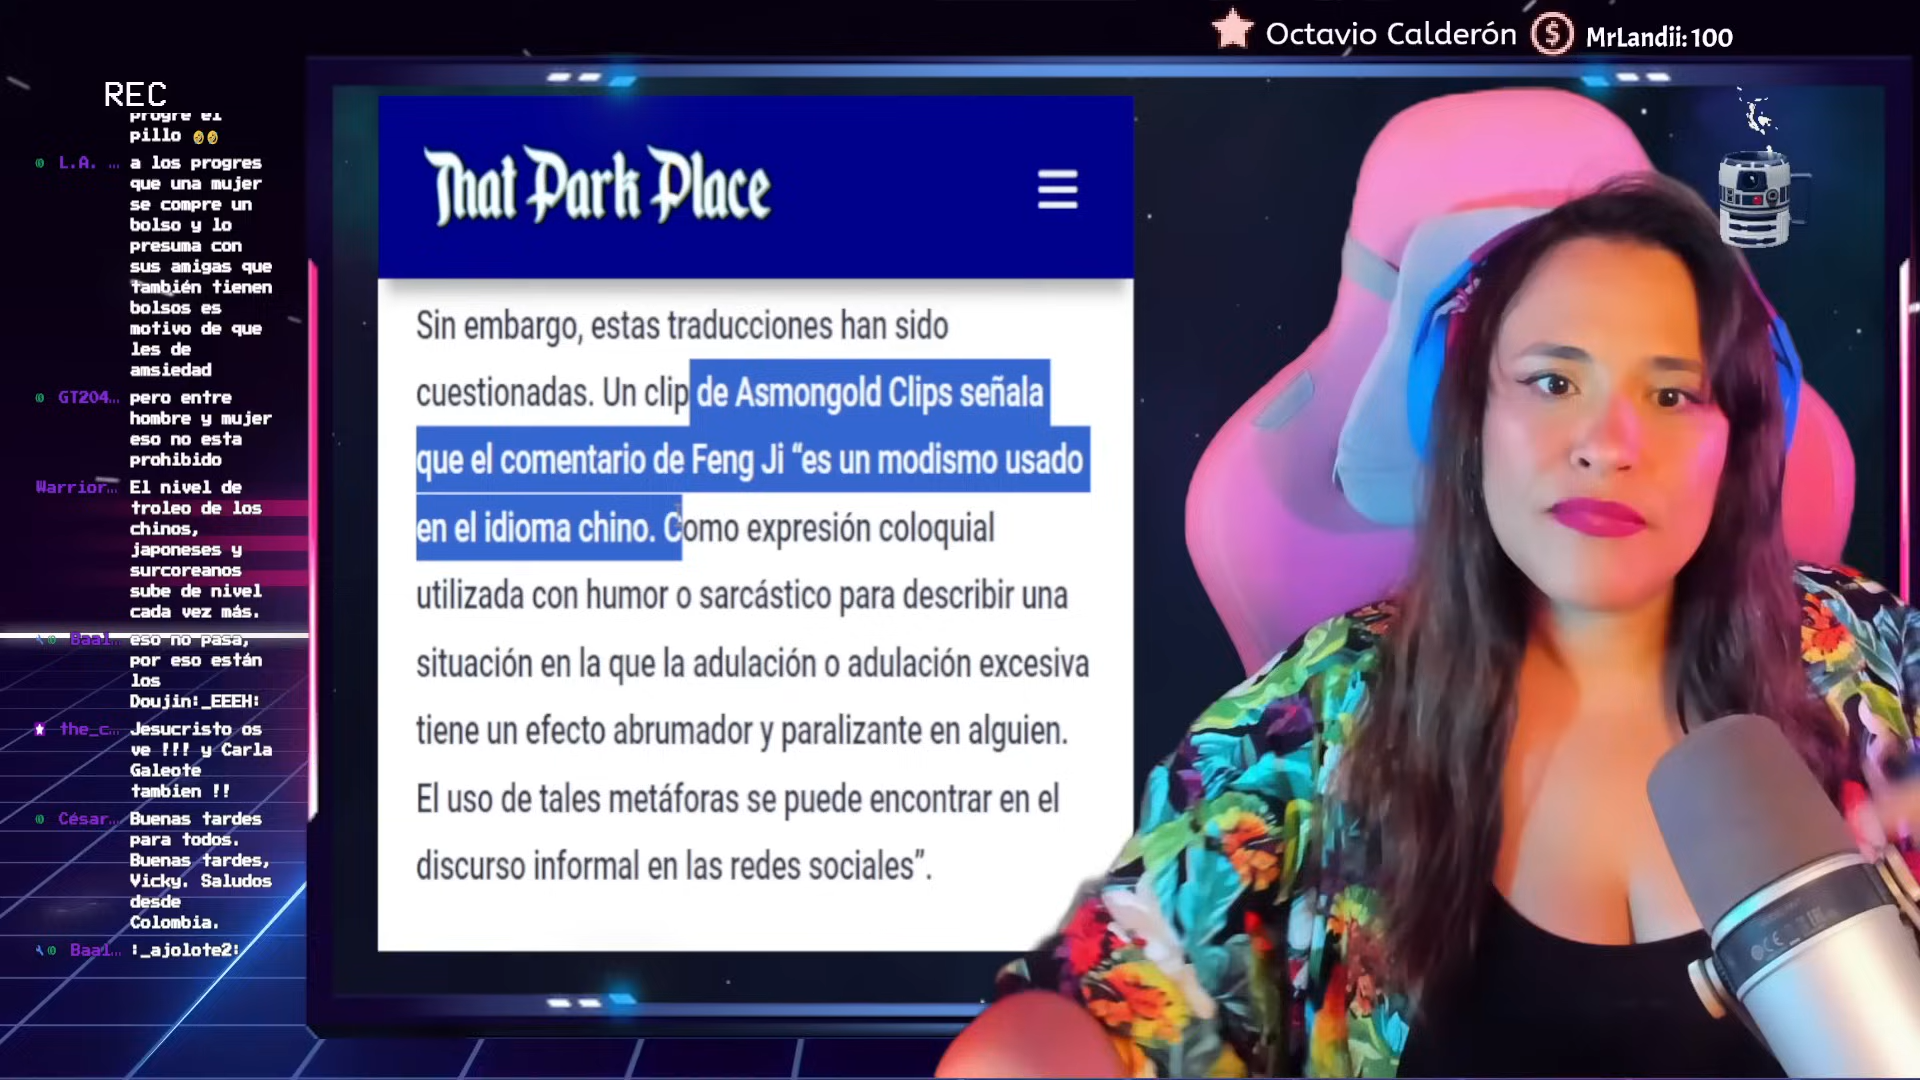 Octavio Calderón
MrLandii: 100
REC
progre el
pillo
L.A. ... a los progres
que una mujer
se compre un
bolso y lo
presuma con
sus amigas que
también tienen
bolsos es
motivo de que
les de
amsiedad
GT204... pero entre
hombre y mujer
eso no esta
prohibido
Warrior... El nivel de
troleo de los
chinos,
japoneses y
surcoreanos
sube de nivel
cada vez más.
Baal... eso no pasa,
por eso están
los
Doujin:_EEEH:
the_c... Jesucristo os
ve !!! y Carla
Galeote
tambien !!
César... Buenas tardes
para todos.
Buenas tardes,
Vicky. Saludos
desde
Colombia.
Baal... :_ajolote2:
That Park Place
Sin embargo, estas traducciones han sido
cuestionadas. Un clip de Asmongold Clips señala
que el comentario de Feng Ji “es un modismo usado
en el idioma chino. Como expresión coloquial
utilizada con humor o sarcástico para describir una
situación en la que la adulación o adulación excesiva
tiene un efecto abrumador y paralizante en alguien.
El uso de tales metáforas se puede encontrar en el
discurso informal en las redes sociales”.